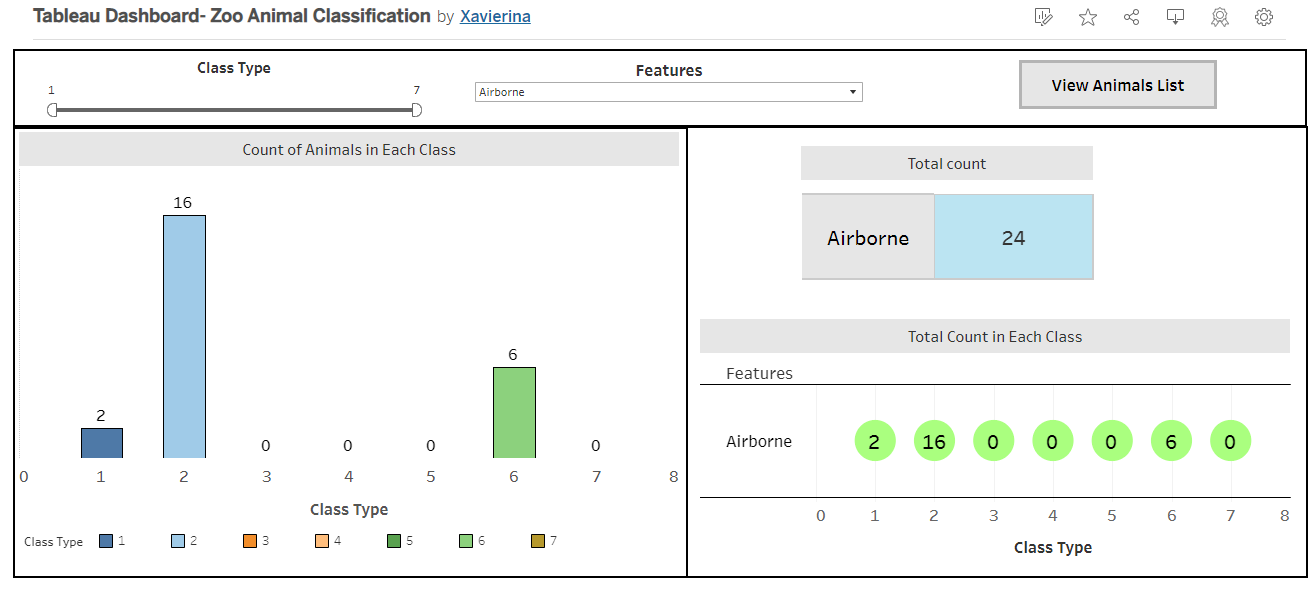 Tableau Dashboard- Zoo Animal Classification by Xavierina
Class Type
1 7
Features
Airborne
View Animals List
Count of Animals in Each Class
2
16
0
0
0
6
0
0 1 2 3 4 5 6 7 8
Class Type
Class Type 1 2 3 4 5 6 7
Total count
Airborne 24
Total Count in Each Class
Features
Airborne 2 16 0 0 0 6 0
0 1 2 3 4 5 6 7 8
Class Type